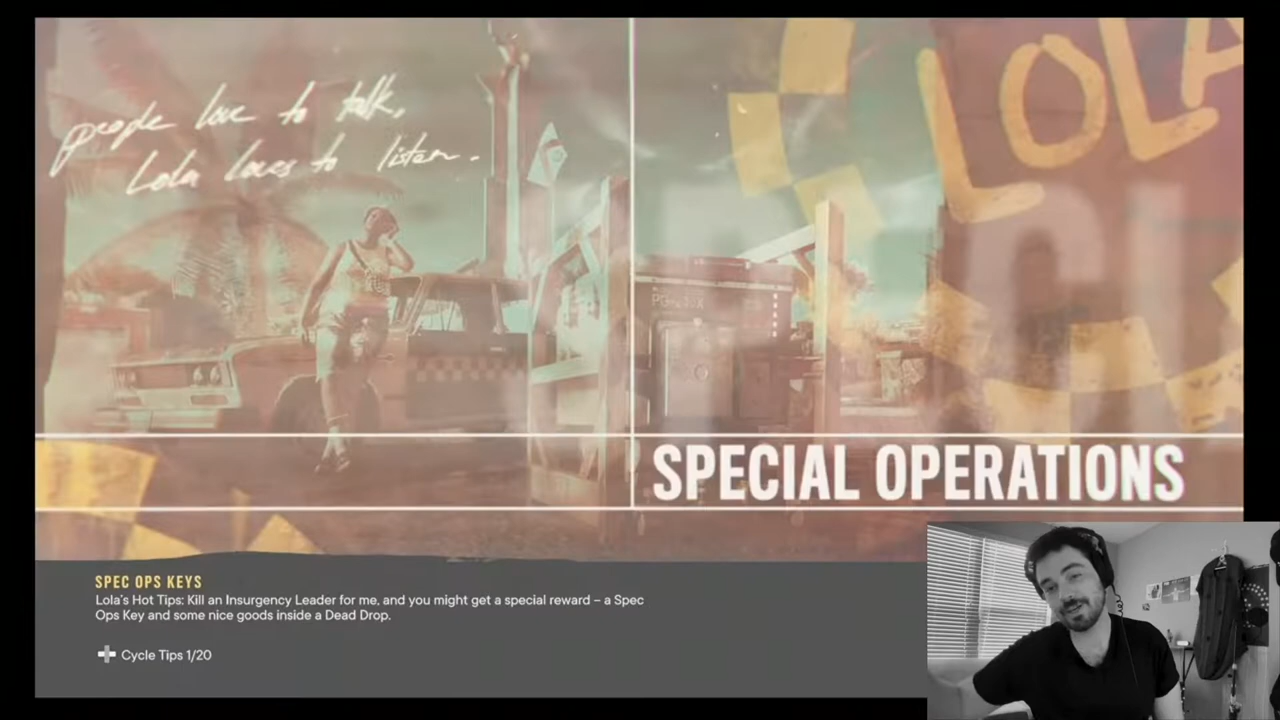 people love to talk,
Lola loves to listen.
LOLA
SPECIAL OPERATIONS
SPEC OPS KEYS
Lola's Hot Tips: Kill an Insurgency Leader for me, and you might get a special reward – a Spec
Ops Key and some nice goods inside a Dead Drop.
Cycle Tips 1/20